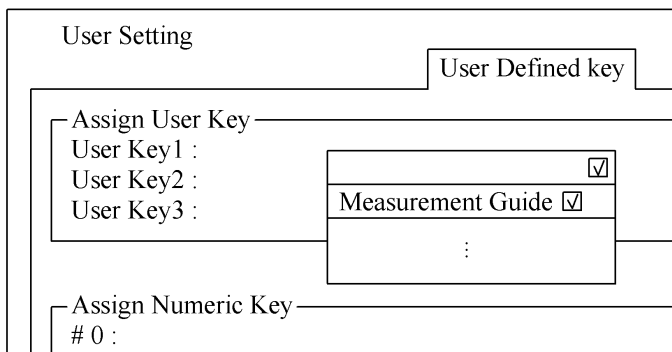 User Setting
User Defined key
Assign User Key
User Key1 :
User Key2 :
User Key3 :
Measurement Guide ☑
⋮
Assign Numeric Key
# 0 :